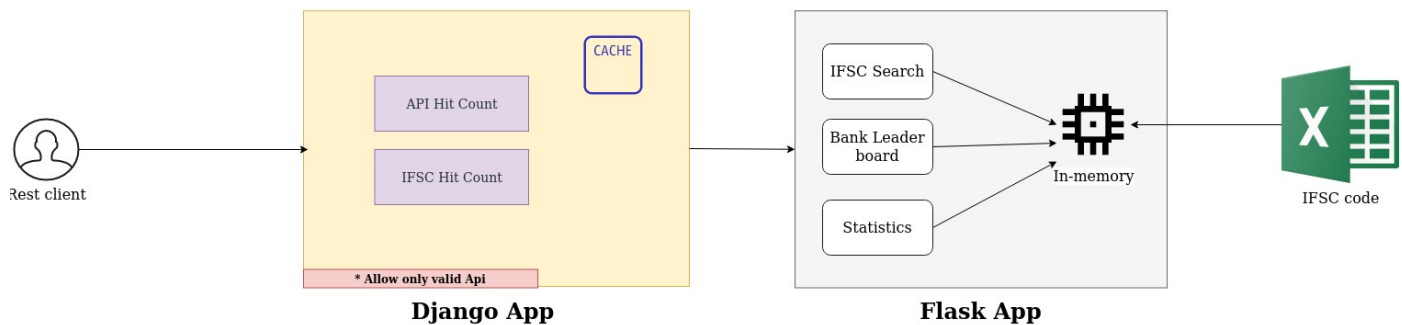 Rest client
CACHE
API Hit Count
IFSC Hit Count
* Allow only valid Api
Django App
IFSC Search
Bank Leader
board
Statistics
In-memory
Flask App
X
IFSC code